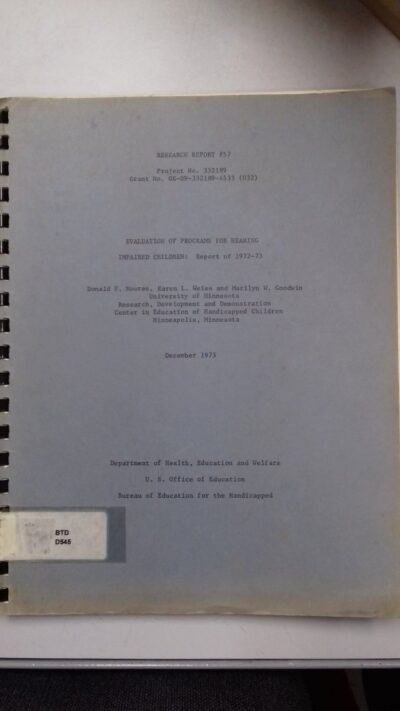 RESEARCH REPORT #57
Project No. 332189
Grant No. OE-09-332189-4533 (032)
EVALUATION OF PROGRAMS FOR HEARING
IMPAIRED CHILDREN: Report of 1972-73
Donald F. Moores, Karen L. Weiss and Marilyn W. Goodwin
University of Minnesota
Research, Development and Demonstration
Center in Education of Handicapped Children
Minneapolis, Minnesota
December 1973
Department of Health, Education and Welfare
U. S. Office of Education
Bureau of Education for the Handicapped
BTD
D545